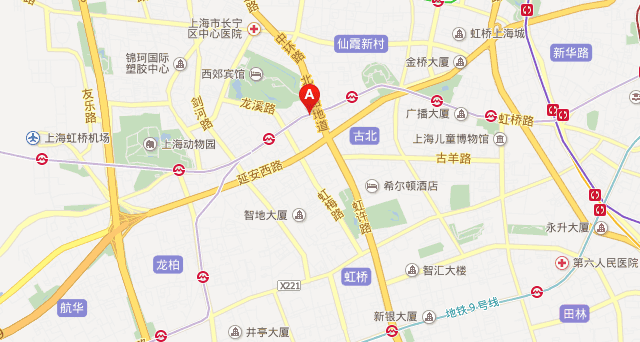 上海市长宁
区中心医院
中环路
仙霞新村
虹桥上海城
新华路
锦珂国际
塑胶中心
西郊宾馆
金桥大厦
友乐路
剑河路
龙溪路
北
地道
广播大厦
虹桥路
上海虹桥机场
上海动物园
A
古北
上海儿童博物馆
延安西路
古羊路
希尔顿酒店
虹梅路
虹许路
智地大厦
永升大厦
龙柏
虹桥
智汇大楼
第六人民医院
X221
航华
新银大厦
地铁9号线
田林
井亭大厦